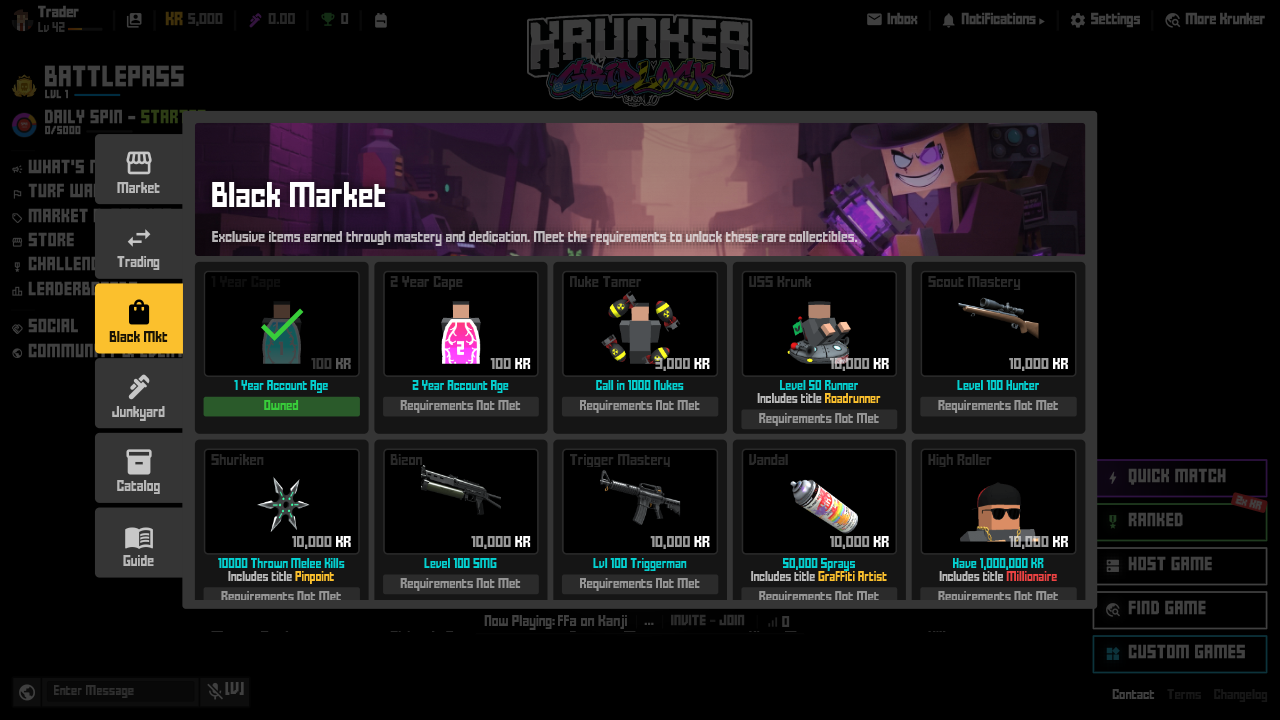 Trader
Lv 42
KR 5,000
0.00
0
Inbox
Notifications
Settings
More Krunker
KRUNKER
GRIDLOCK
BATTLEPASS
LVL 1
DAILY SPIN -
0/5000
WHAT'S
TURF
MARKET
STORE
SOCIAL
Market
Trading
Black Mkt
Junkyard
Catalog
Guide
Black Market
Exclusive items earned through mastery and dedication. Meet the requirements to unlock these rare collectibles.
1 Year Cape
100 KR
1 Year Account Age
Owned
2 Year Cape
2
100 KR
2 Year Account Age
Requirements Not Met
Nuke Tamer
3,000 KR
Call in 1000 Nukes
Requirements Not Met
USS Krunk
10,000 KR
Level 50 Runner
Includes title Roadrunner
Requirements Not Met
Scout Mastery
10,000 KR
Level 100 Hunter
Requirements Not Met
Shuriken
10,000 KR
10000 Thrown Melee Kills
Includes title Pinpoint
Requirements Not Met
Bizon
10,000 KR
Level 100 SMG
Requirements Not Met
Trigger Mastery
10,000 KR
Lvl 100 Triggerman
Requirements Not Met
Vandal
10,000 KR
50,000 Sprays
Includes title Graffiti Artist
Requirements Not Met
High Roller
10,000 KR
Have 1,000,000 KR
Includes title Millionaire
Requirements Not Met
QUICK MATCH
2x KR
RANKED
HOST GAME
FIND GAME
CUSTOM GAMES
Now Playing: FFA on Kanji
...
INVITE - JOIN
0
Enter Message
[V]
Contact
Terms
Changelog